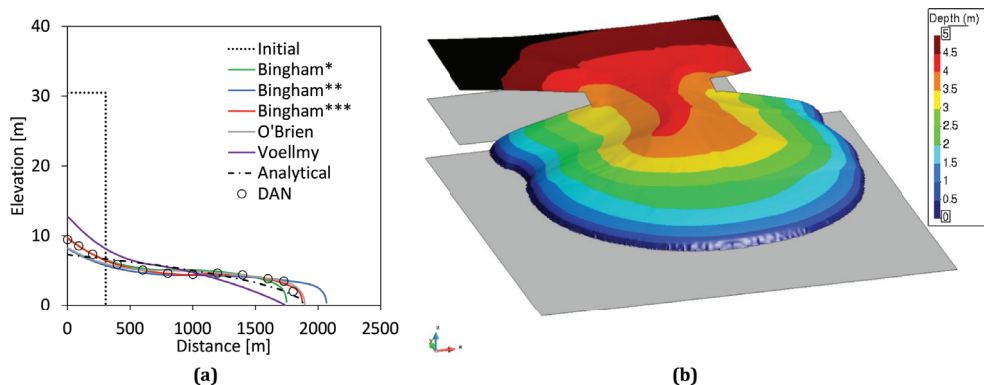 40
30
20
10
0
Elevation [m]
Initial
Bingham*
Bingham**
Bingham***
O'Brien
Voellmy
Analytical
DAN
0 500 1000 1500 2000 2500
Distance [m]
(a)
Depth (m)
5
4.5
4
3.5
3
2.5
2
1.5
1
0.5
0
(b)